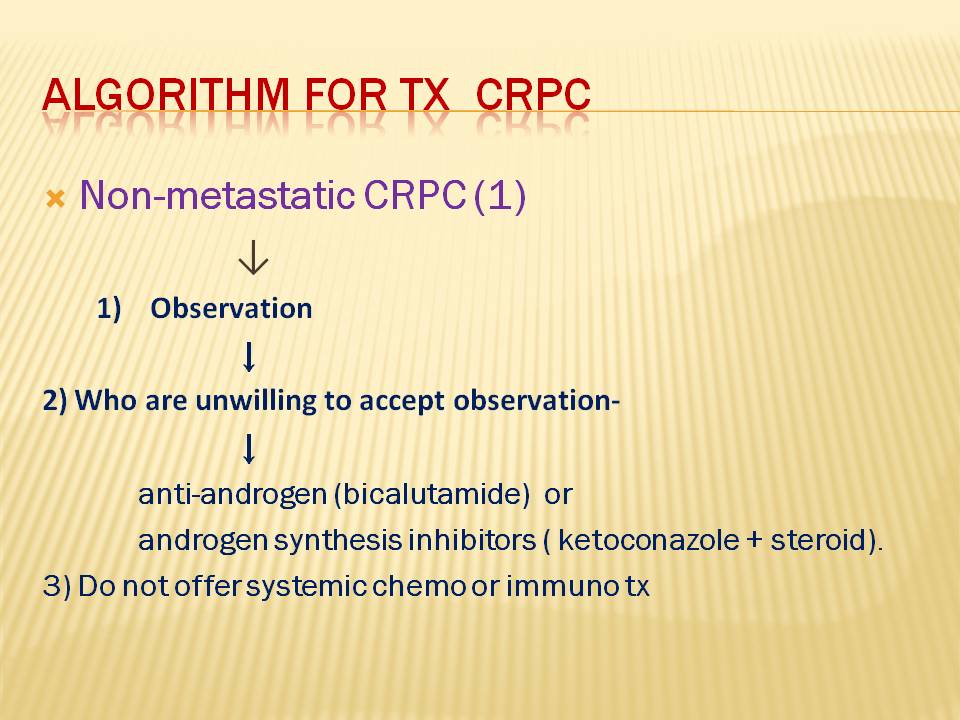 ALGORITHM FOR TX CRPC
Non-metastatic CRPC (1)
↓
1) Observation
↓
2) Who are unwilling to accept observation-
↓
anti-androgen (bicalutamide) or
androgen synthesis inhibitors ( ketoconazole + steroid).
3) Do not offer systemic chemo or immuno tx